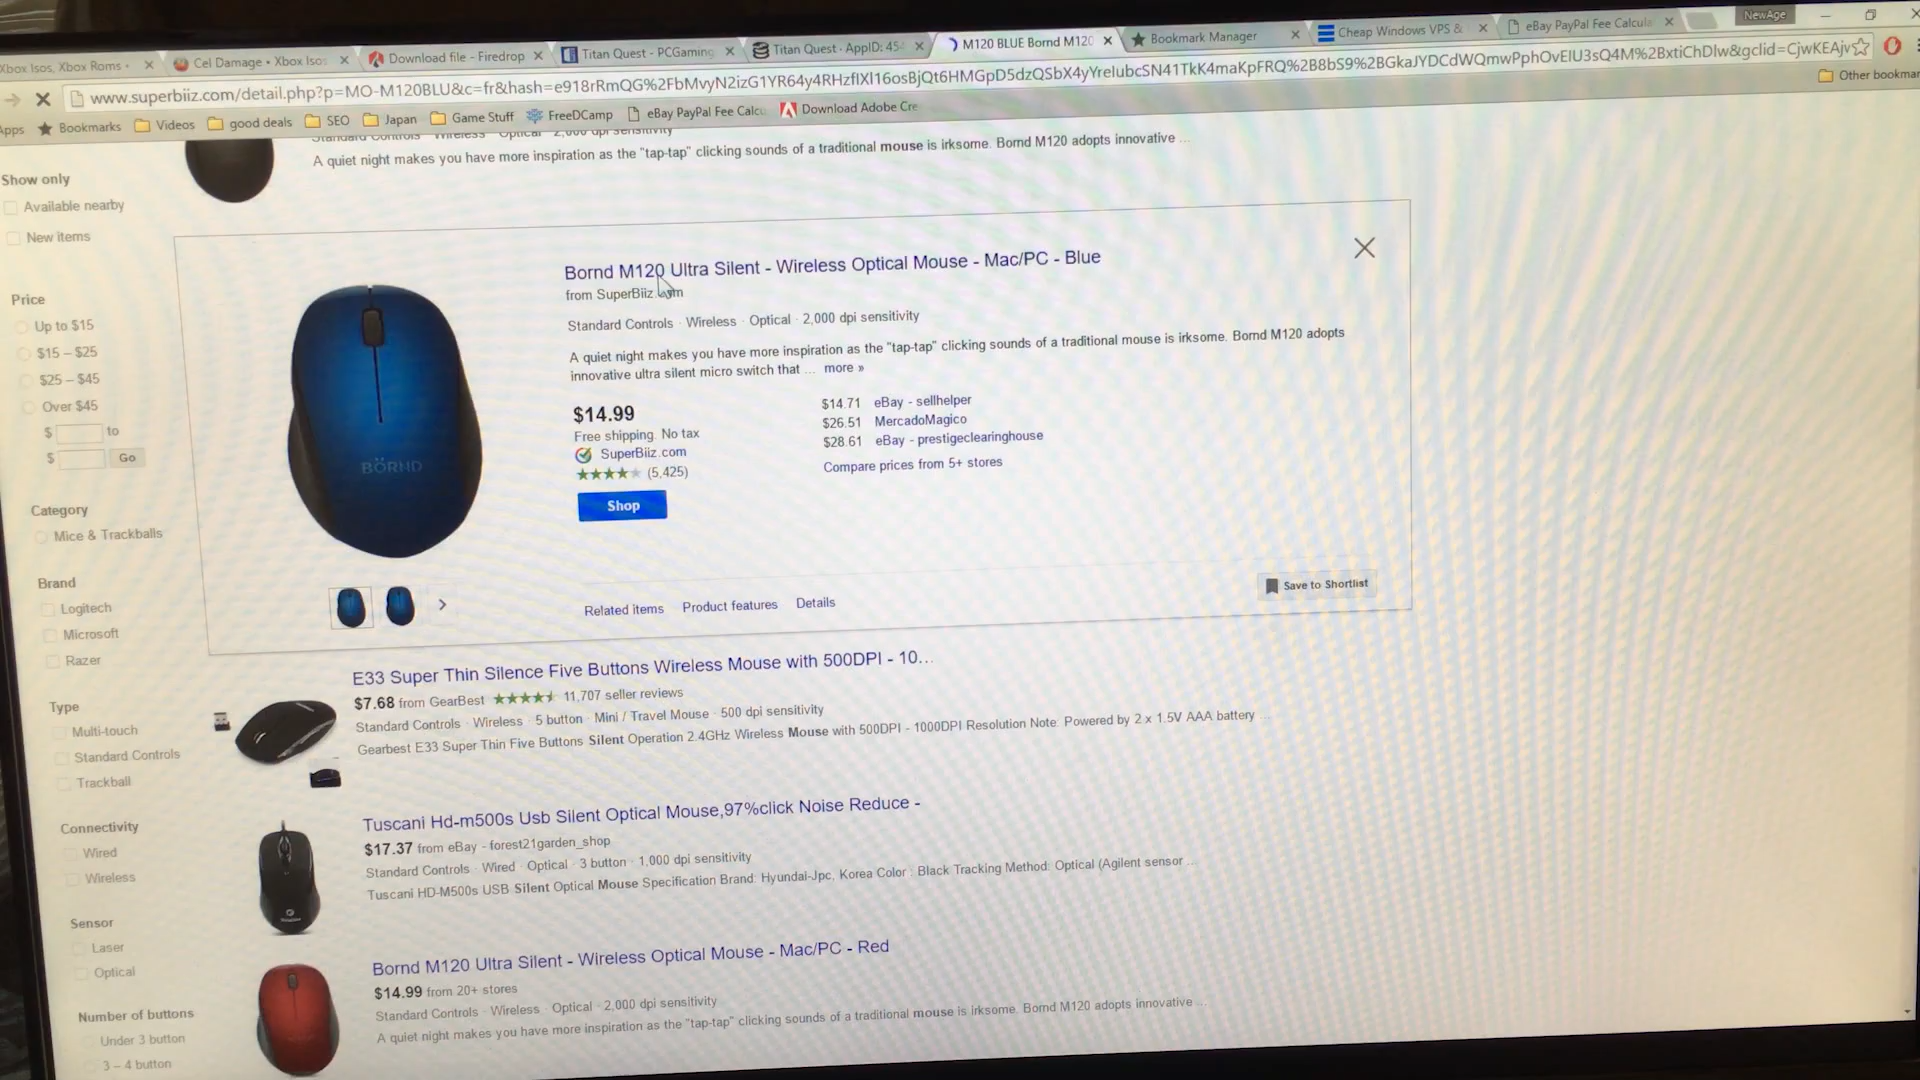 NewAge
Xbox Isos, Xbox Roms •
Cel Damage • Xbox Isos
Download file - Firedrop
Titan Quest - PCGaming
Titan Quest · AppID: 454
M120 BLUE Bornd M120
Bookmark Manager
Cheap Windows VPS &
eBay PayPal Fee Calcula
www.superbiiz.com/detail.php?p=MO-M120BLU&c=fr&hash=
Apps
Bookmarks
Videos
good deals
SEO
Japan
Game Stuff
FreeDCamp
eBay PayPal Fee Calcu
Download Adobe Cre
Other bookmar
Standard Controls · Wireless · Optical · 2,000 dpi sensitivity
A quiet night makes you have more inspiration as the "tap-tap" clicking sounds of a traditional mouse is irksome. Bornd M120 adopts innovative ...
Show only
Available nearby
New items
Price
Up to $15
$15 – $25
$25 – $45
Over $45
$ to
$ Go
Category
Mice & Trackballs
Brand
Logitech
Microsoft
Razer
Type
Multi-touch
Standard Controls
Trackball
Connectivity
Wired
Wireless
Sensor
Laser
Optical
Number of buttons
Under 3 button
3 – 4 button
BÖRND
Bornd M120 Ultra Silent - Wireless Optical Mouse - Mac/PC - Blue
from SuperBiiz.com
Standard Controls · Wireless · Optical · 2,000 dpi sensitivity
A quiet night makes you have more inspiration as the "tap-tap" clicking sounds of a traditional mouse is irksome. Bornd M120 adopts
innovative ultra silent micro switch that ... more »
$14.99
Free shipping. No tax
SuperBiiz.com
(5,425)
Shop
$14.71 eBay - sellhelper
$26.51 MercadoMagico
$28.61 eBay - prestigeclearinghouse
Compare prices from 5+ stores
Related items Product features Details
Save to Shortlist
E33 Super Thin Silence Five Buttons Wireless Mouse with 500DPI - 10...
$7.68 from GearBest 11,707 seller reviews
Standard Controls · Wireless · 5 button · Mini / Travel Mouse · 500 dpi sensitivity
Gearbest E33 Super Thin Five Buttons Silent Operation 2.4GHz Wireless Mouse with 500DPI - 1000DPI Resolution Note: Powered by 2 x 1.5V AAA battery ...
Tuscani Hd-m500s Usb Silent Optical Mouse,97%click Noise Reduce -
$17.37 from eBay - forest21garden_shop
Standard Controls · Wired · Optical · 3 button · 1,000 dpi sensitivity
Tuscani HD-M500s USB Silent Optical Mouse Specification Brand: Hyundai-Jpc, Korea Color : Black Tracking Method: Optical (Agilent sensor ...
Bornd M120 Ultra Silent - Wireless Optical Mouse - Mac/PC - Red
$14.99 from 20+ stores
Standard Controls · Wireless · Optical · 2,000 dpi sensitivity
A quiet night makes you have more inspiration as the "tap-tap" clicking sounds of a traditional mouse is irksome. Bornd M120 adopts innovative ...